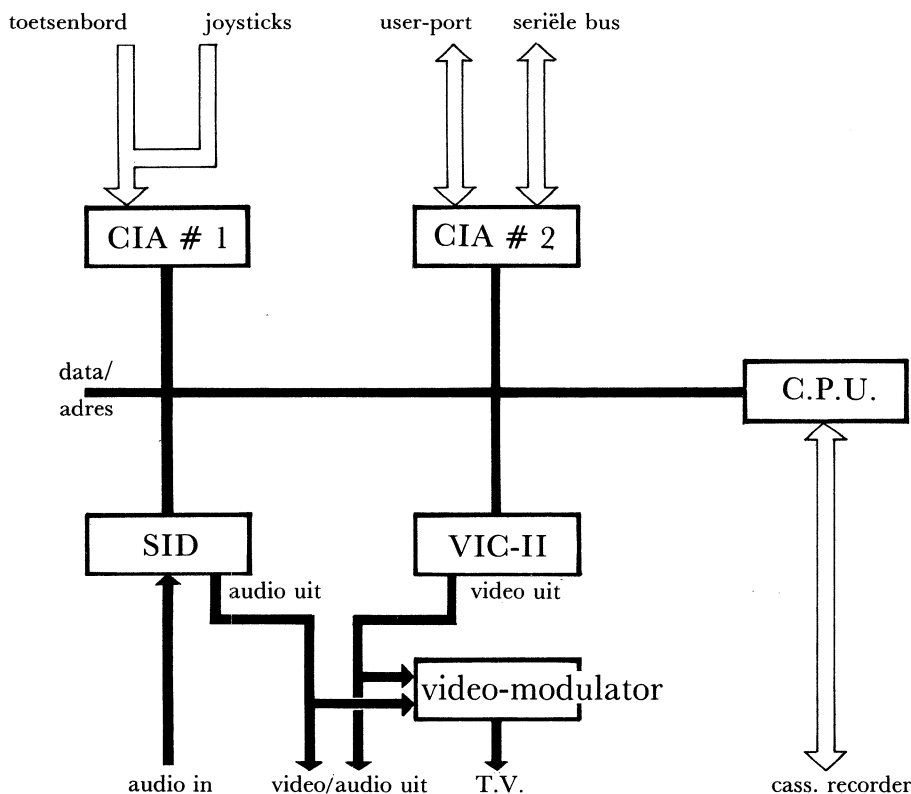 toetsenbord
joysticks
user-port
seriële bus
CIA # 1
CIA # 2
data/
adres
C.P.U.
SID
VIC-II
audio uit
video uit
video-modulator
audio in
video/audio uit
T.V.
cass. recorder